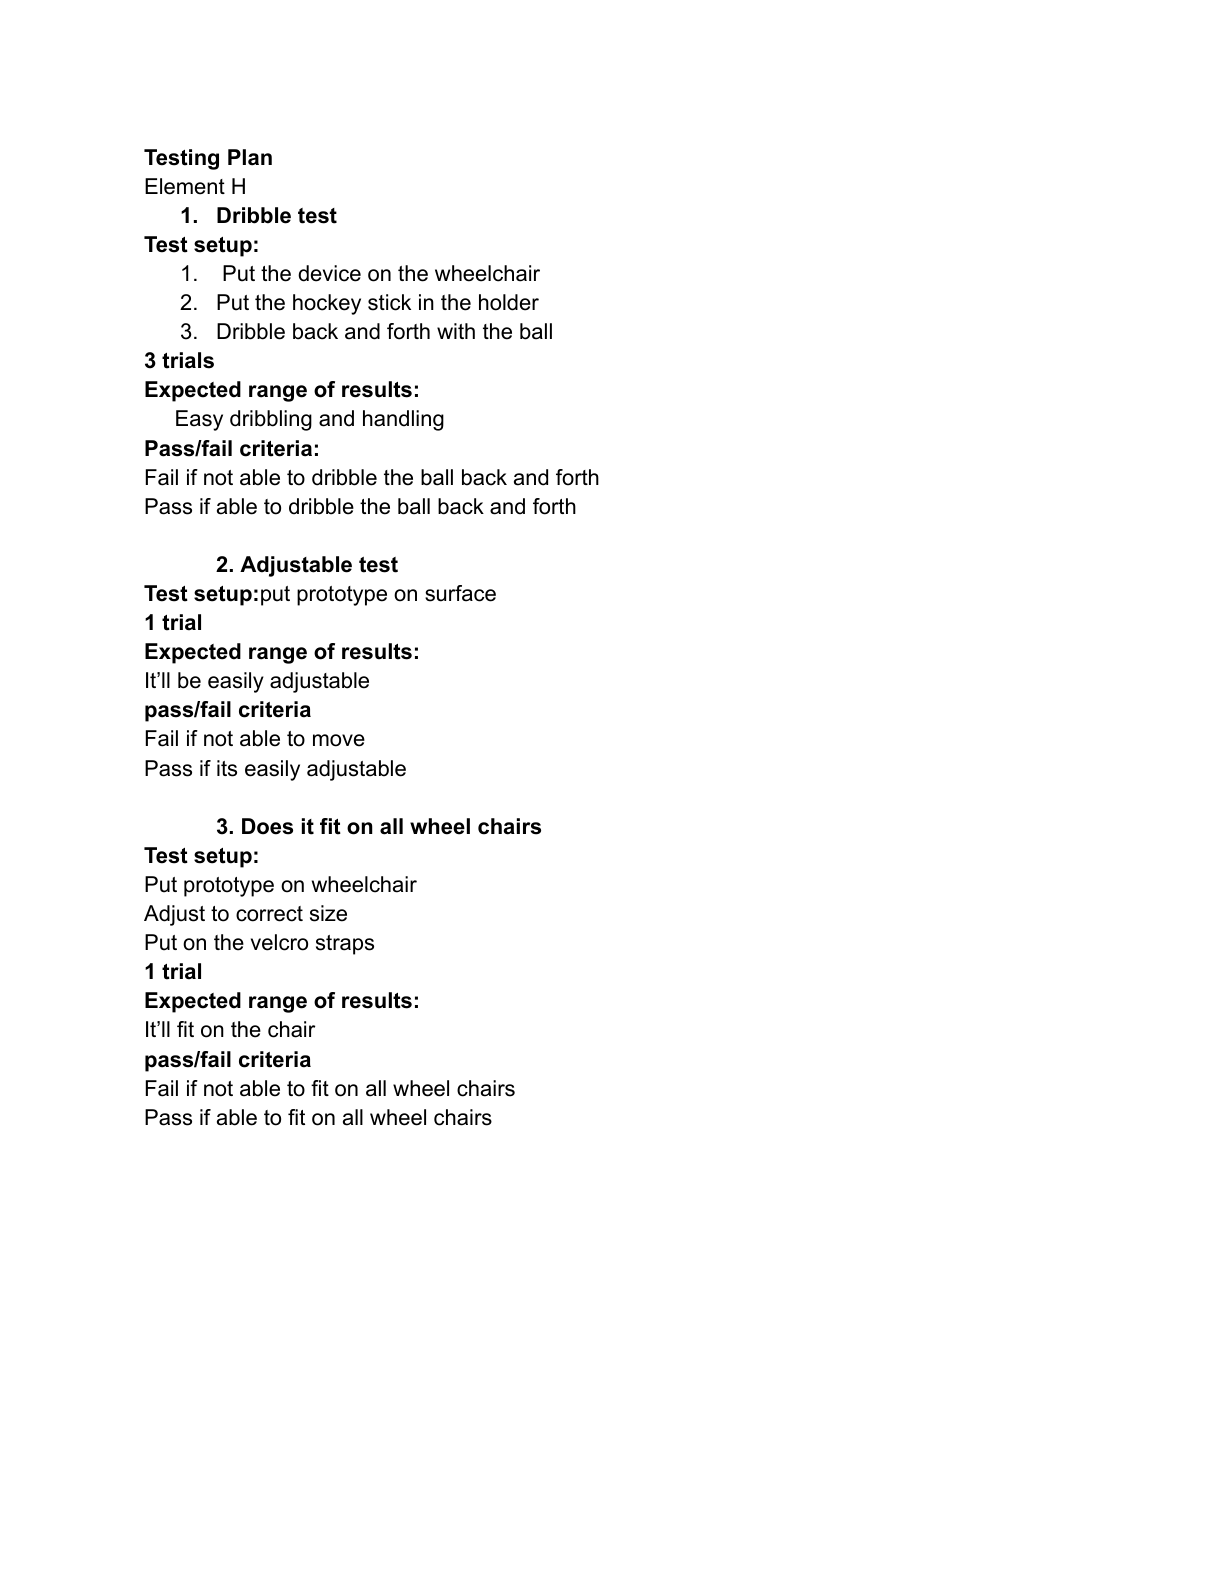 Testing Plan
Element H
1. Dribble test
Test setup:
1. Put the device on the wheelchair
2. Put the hockey stick in the holder
3. Dribble back and forth with the ball
3 trials
Expected range of results:
Easy dribbling and handling
Pass/fail criteria:
Fail if not able to dribble the ball back and forth
Pass if able to dribble the ball back and forth
2. Adjustable test
Test setup:put prototype on surface
1 trial
Expected range of results:
It’ll be easily adjustable
pass/fail criteria
Fail if not able to move
Pass if its easily adjustable
3. Does it fit on all wheel chairs
Test setup:
Put prototype on wheelchair
Adjust to correct size
Put on the velcro straps
1 trial
Expected range of results:
It’ll fit on the chair
pass/fail criteria
Fail if not able to fit on all wheel chairs
Pass if able to fit on all wheel chairs